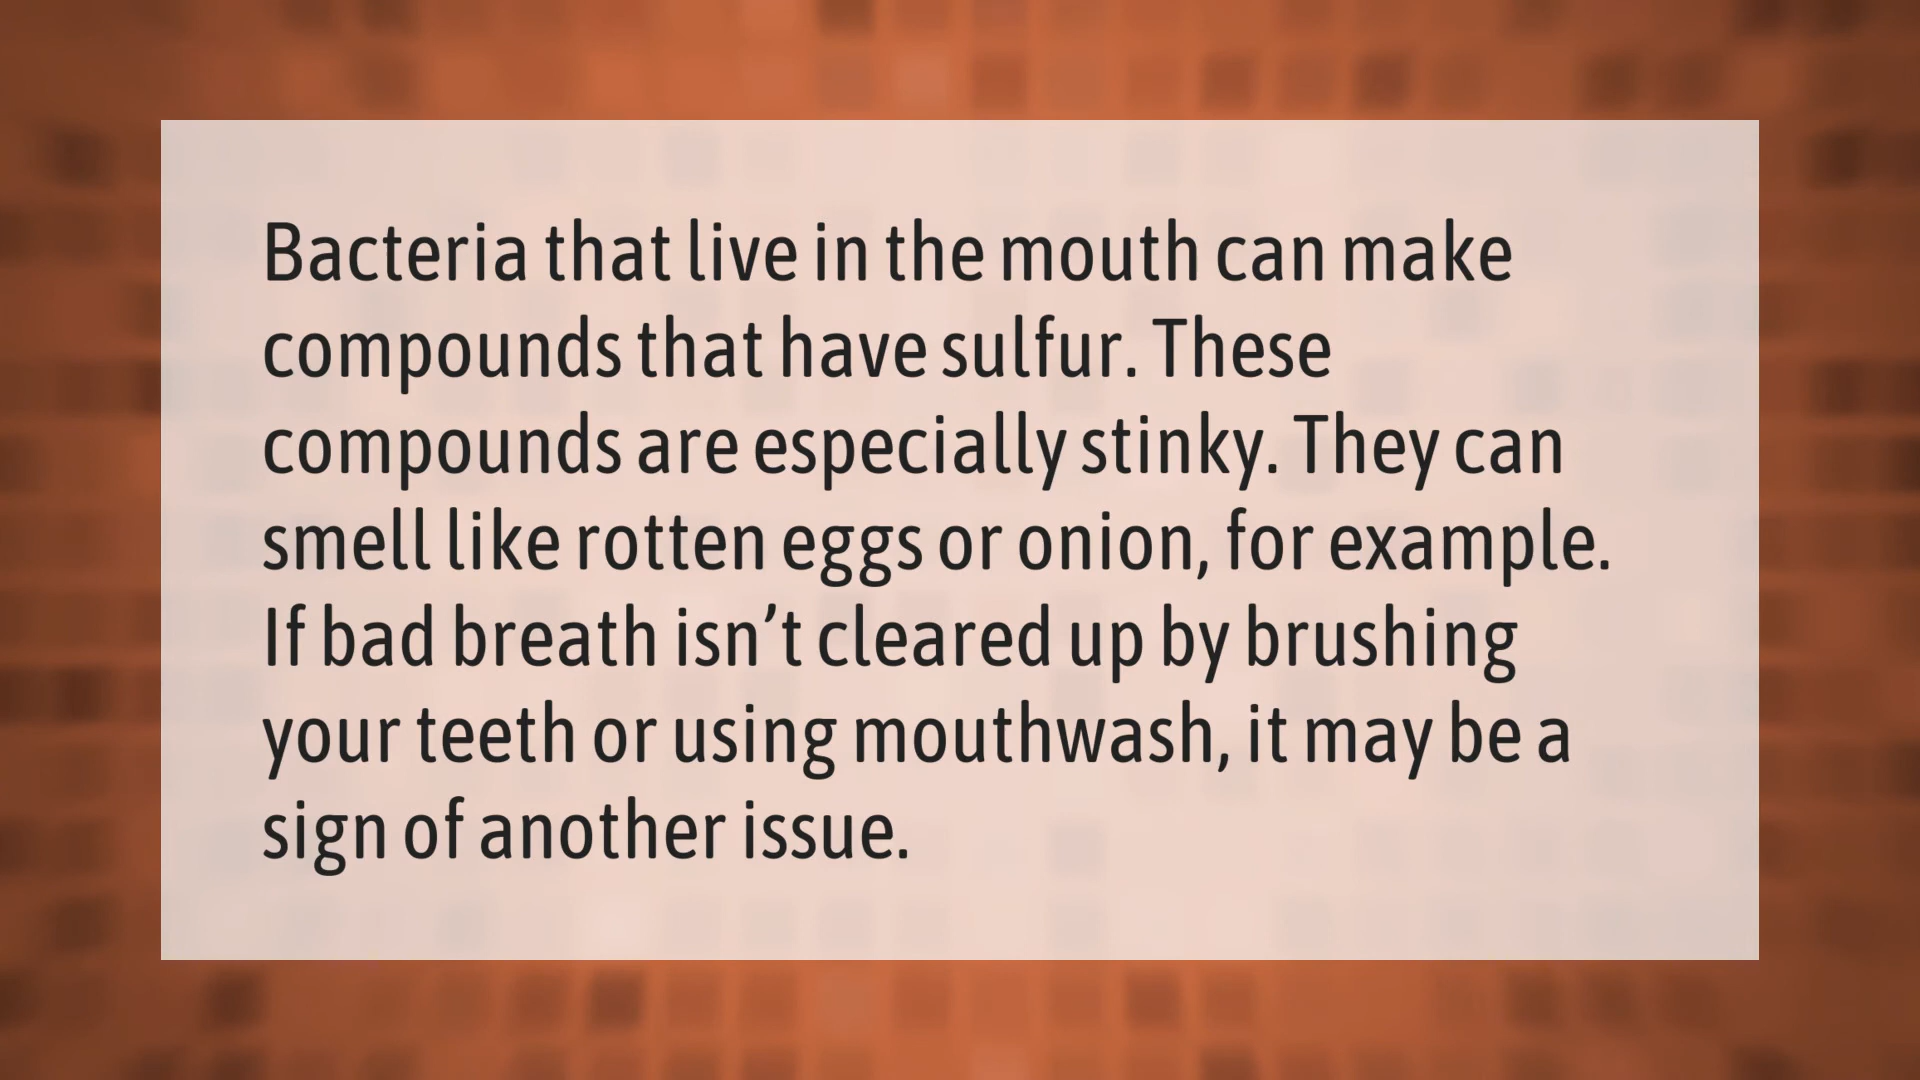 Bacteria that live in the mouth can make
compounds that have sulfur. These
compounds are especially stinky. They can
smell like rotten eggs or onion, for example.
If bad breath isn’t cleared up by brushing
your teeth or using mouthwash, it may be a
sign of another issue.